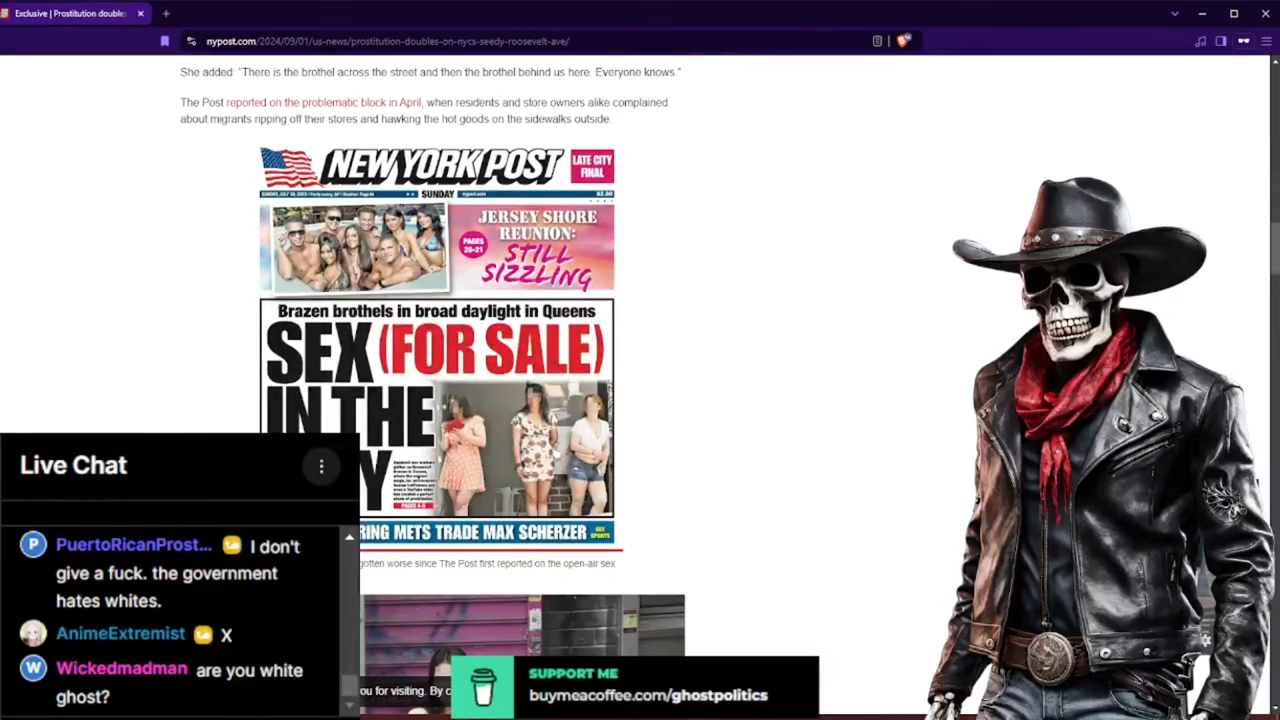 Exclusive | Prostitution double
nypost.com/2024/09/01/us-news/prostitution-doubles-on-nycs-seedy-roosevelt-ave/
She added: “There is the brothel across the street and then the brothel behind us here. Everyone knows.”
The Post reported on the problematic block in April, when residents and store owners alike complained
about migrants ripping off their stores and hawking the hot goods on the sidewalks outside.
NEW YORK POST
LATE CITY
FINAL
SUNDAY
nypost.com
$2.00
JERSEY SHORE
REUNION:
PAGES
20-21
STILL
SIZZLING
Brazen brothels in broad daylight in Queens
SEX (FOR SALE)
IN THE
Y
RING METS TRADE MAX SCHERZER
SEE
SPORTS
gotten worse since The Post first reported on the open-air sex
Live Chat
P PuertoRicanProst... I don't
give a fuck. the government
hates whites.
AnimeExtremist X
W Wickedmadman are you white
ghost?
ou for visiting. By c
SUPPORT ME
buymeacoffee.com/ghostpolitics